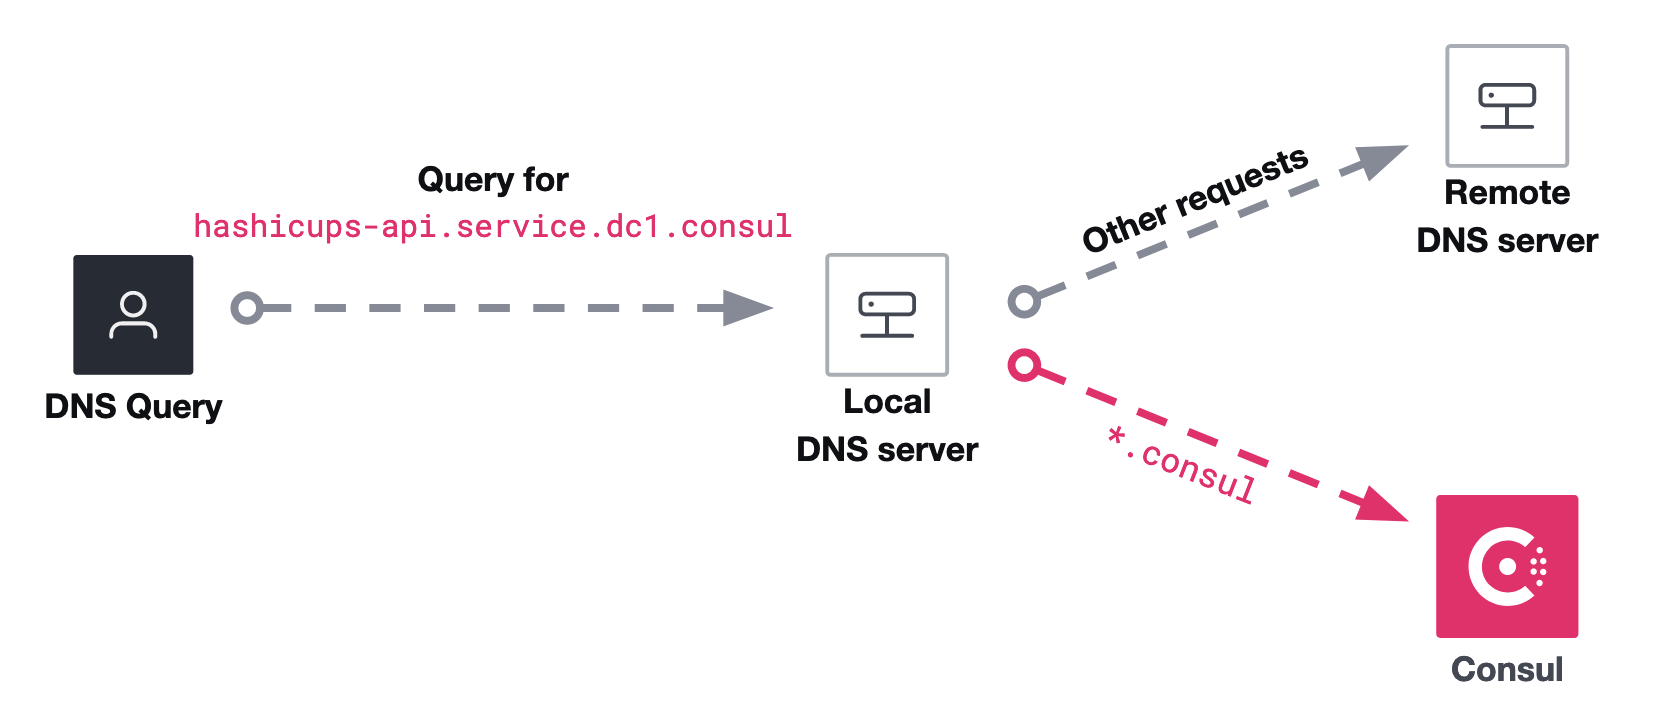 Query for
hashicups-api.service.dc1.consul
DNS Query
Local
DNS server
Other requests
*.consul
Remote
DNS server
Consul